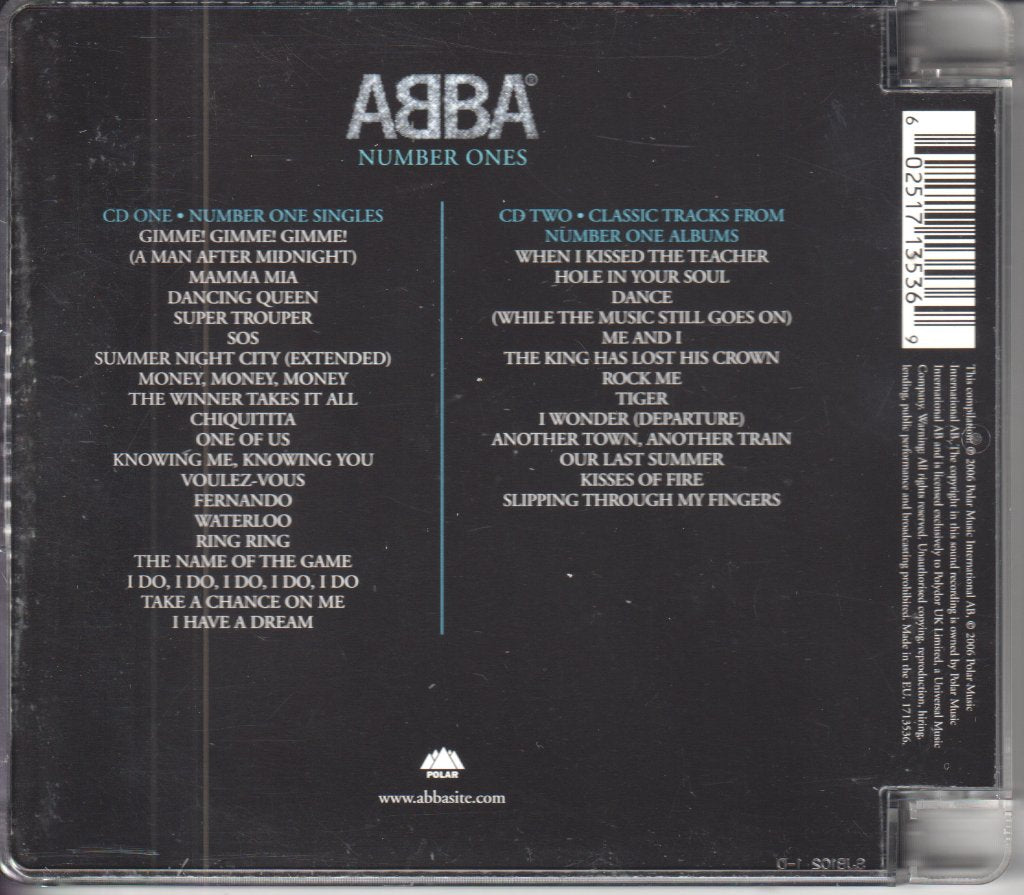 ABBA®
NUMBER ONES
CD ONE • NUMBER ONE SINGLES
GIMME! GIMME! GIMME!
(A MAN AFTER MIDNIGHT)
MAMMA MIA
DANCING QUEEN
SUPER TROUPER
SOS
SUMMER NIGHT CITY (EXTENDED)
MONEY, MONEY, MONEY
THE WINNER TAKES IT ALL
CHIQUITITA
ONE OF US
KNOWING ME, KNOWING YOU
VOULEZ-VOUS
FERNANDO
WATERLOO
RING RING
THE NAME OF THE GAME
I DO, I DO, I DO, I DO, I DO
TAKE A CHANCE ON ME
I HAVE A DREAM
CD TWO • CLASSIC TRACKS FROM
NUMBER ONE ALBUMS
WHEN I KISSED THE TEACHER
HOLE IN YOUR SOUL
DANCE
(WHILE THE MUSIC STILL GOES ON)
ME AND I
THE KING HAS LOST HIS CROWN
ROCK ME
TIGER
I WONDER (DEPARTURE)
ANOTHER TOWN, ANOTHER TRAIN
OUR LAST SUMMER
KISSES OF FIRE
SLIPPING THROUGH MY FINGERS
POLAR
www.abbasite.com
6 02517 13536 9
This compilation ℗ 2006 Polar Music International AB, © 2006 Polar Music
International AB. The copyright in this sound recording is owned by Polar Music
International AB and is licensed exclusively to Polydor UK Limited, a Universal Music
Company. Warning: All rights reserved. Unauthorised copying, reproduction, hiring,
lending, public performance and broadcasting prohibited. Made in the EU. 1713536.